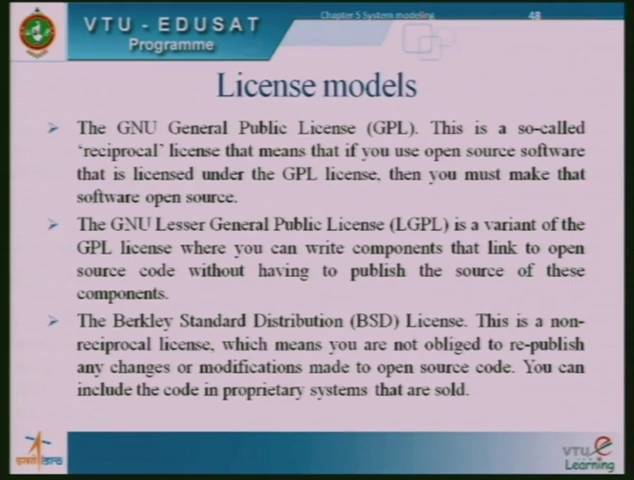 VTU - EDUSAT
Programme
Chapter 5 System modeling
48
License models
The GNU General Public License (GPL). This is a so-called
‘reciprocal’ license that means that if you use open source software
that is licensed under the GPL license, then you must make that
software open source.
The GNU Lesser General Public License (LGPL) is a variant of the
GPL license where you can write components that link to open
source code without having to publish the source of these
components.
The Berkley Standard Distribution (BSD) License. This is a non-
reciprocal license, which means you are not obliged to re-publish
any changes or modifications made to open source code. You can
include the code in proprietary systems that are sold.
VTU e
Learning